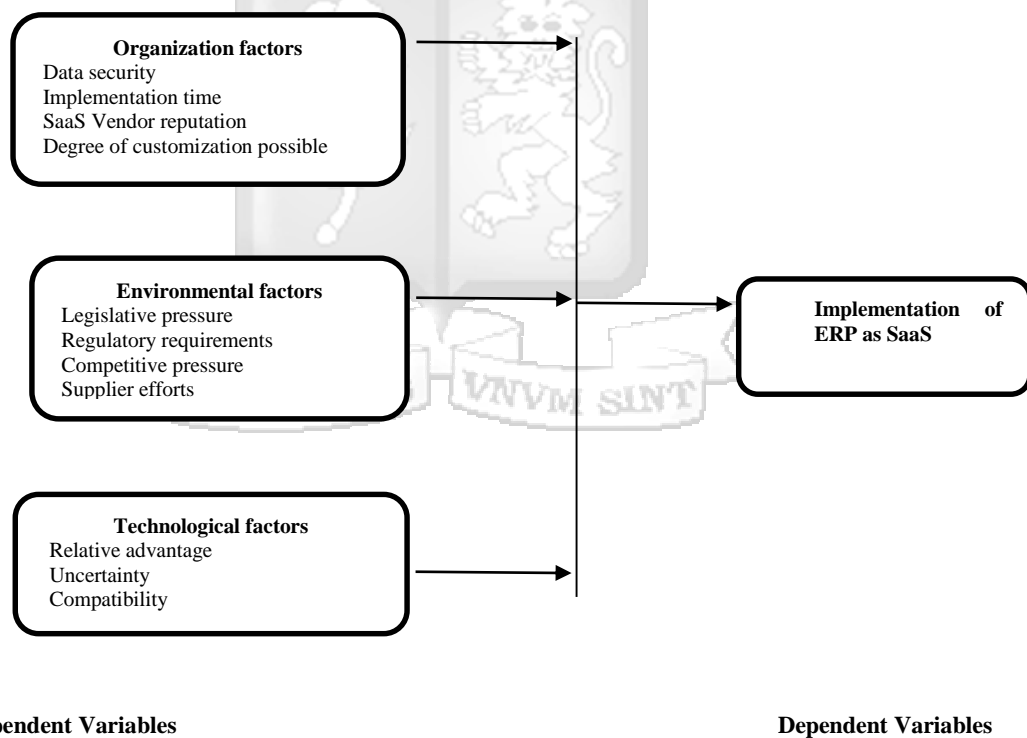 Organization factors
Data security
Implementation time
SaaS Vendor reputation
Degree of customization possible
Environmental factors
Legislative pressure
Regulatory requirements
Competitive pressure
Supplier efforts
Implementation of
ERP as SaaS
VNVM SINT
Technological factors
Relative advantage
Uncertainty
Compatibility
pendent Variables
Dependent Variables